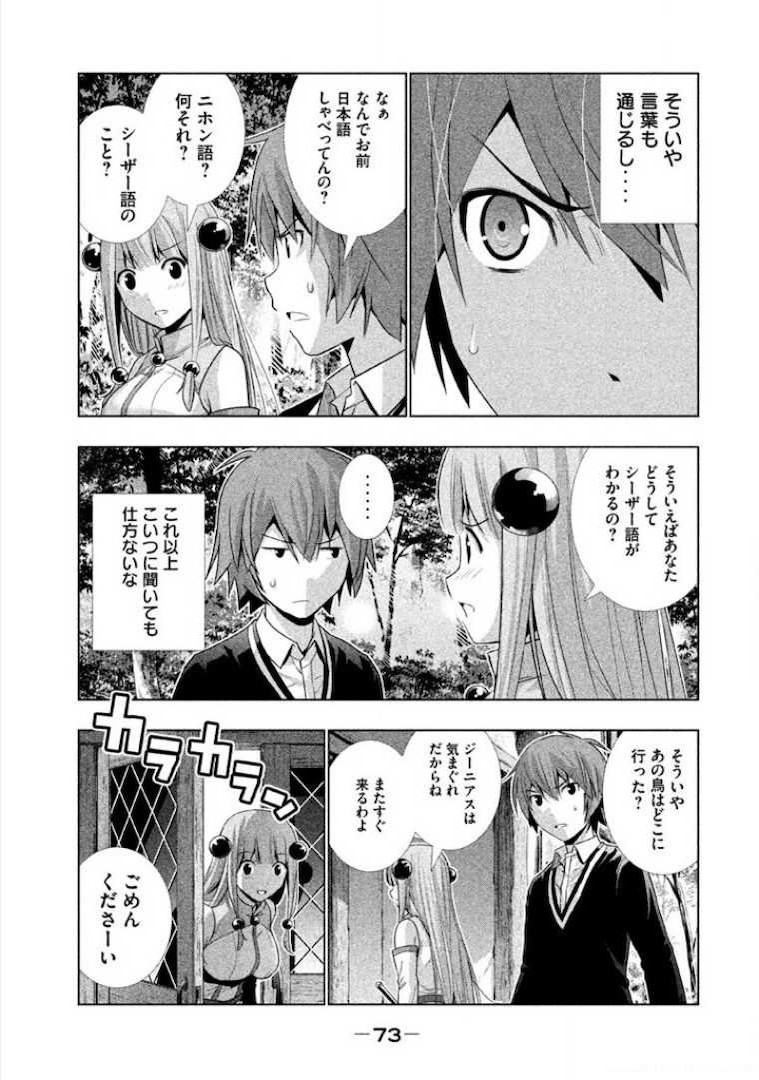 そういや
言葉も
通じるし‥‥
なぁ
なんでお前
日本語
しゃべってんの?
ニホン語?
何それ?
シーザー語の
こと?
そういえばあなた
どうして
シーザー語が
わかるの?
‥‥‥
これ以上
こいつに聞いても
仕方ないな
そういや
あの鳥はどこに
行った?
ジーニアスは
気まぐれ
だからね
またすぐ
来るわよ
カラカラン
ごめん
くださーい
—73—